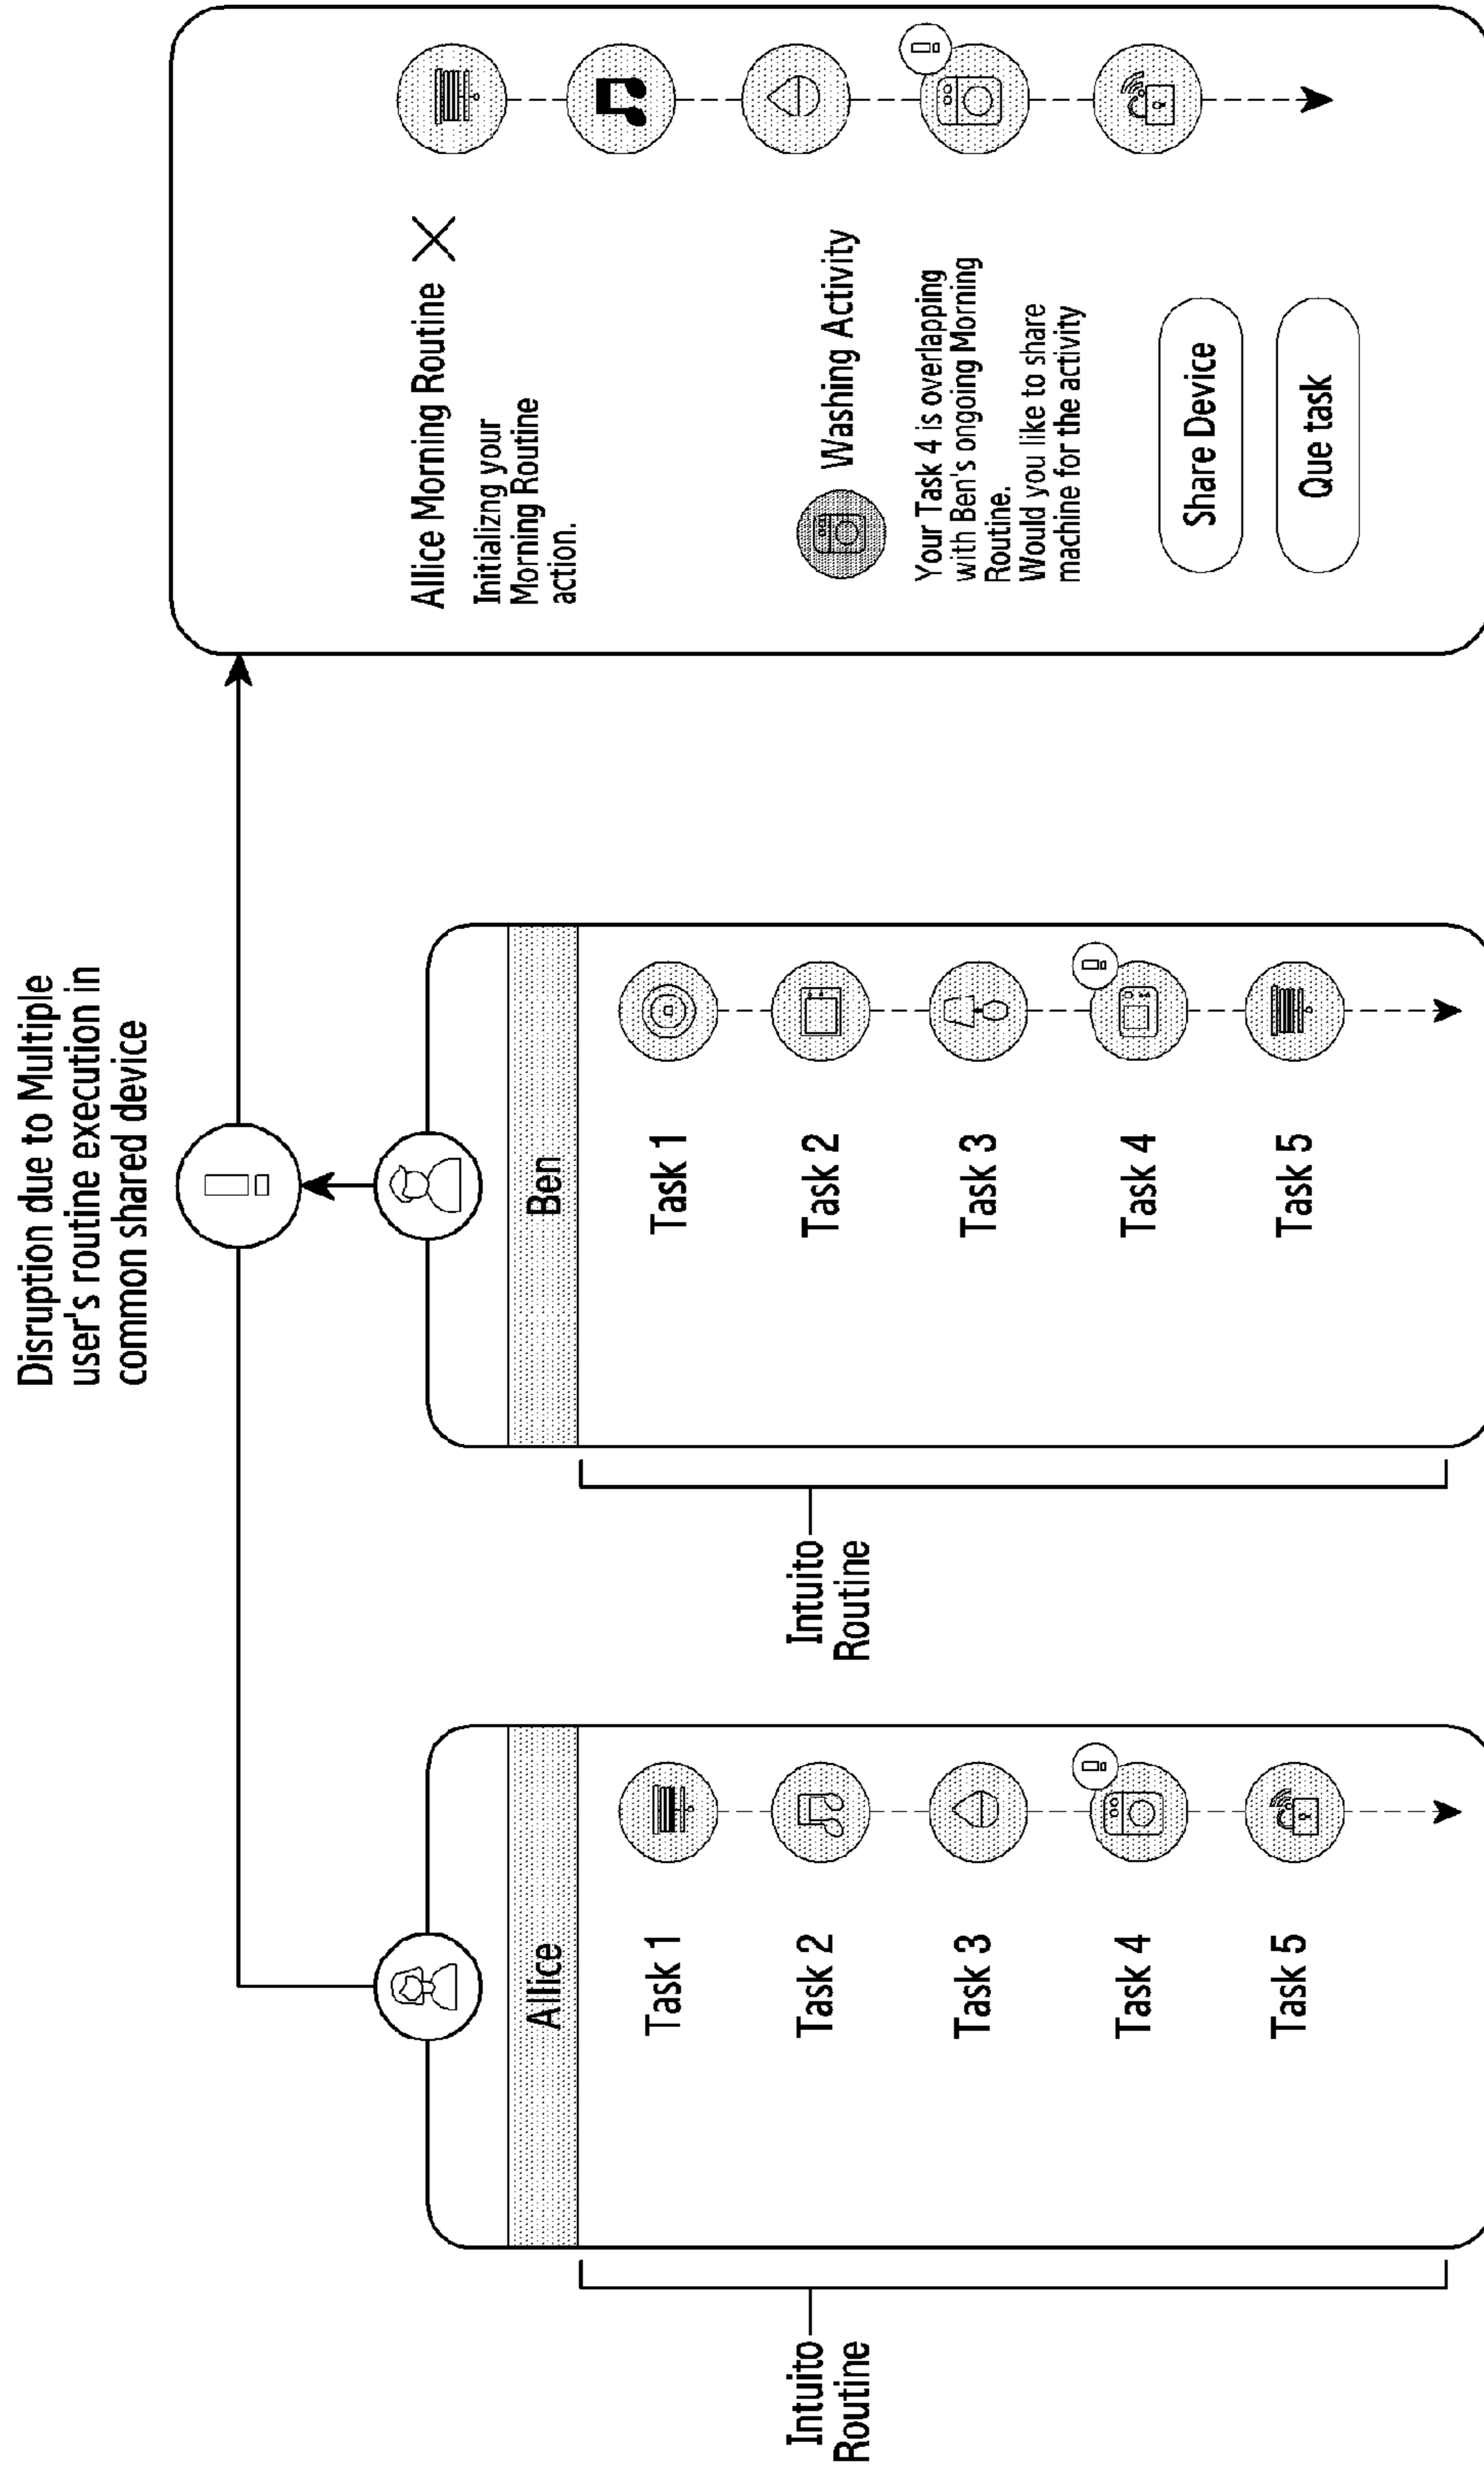 Disruption due to Multiple
user's routine execution in
common shared device
Intuito
Routine
Allice
Task 1
Task 2
Task 3
Task 4
Task 5
Intuito
Routine
Ben
Task 1
Task 2
Task 3
Task 4
Task 5
Allice Morning Routine
Initializng your
Morning Routine
action.
Washing Activity
Your Task 4 is overlapping
with Ben's ongoing Morning
Routine.
Would you like to share
machine for the activity
Share Device
Que task